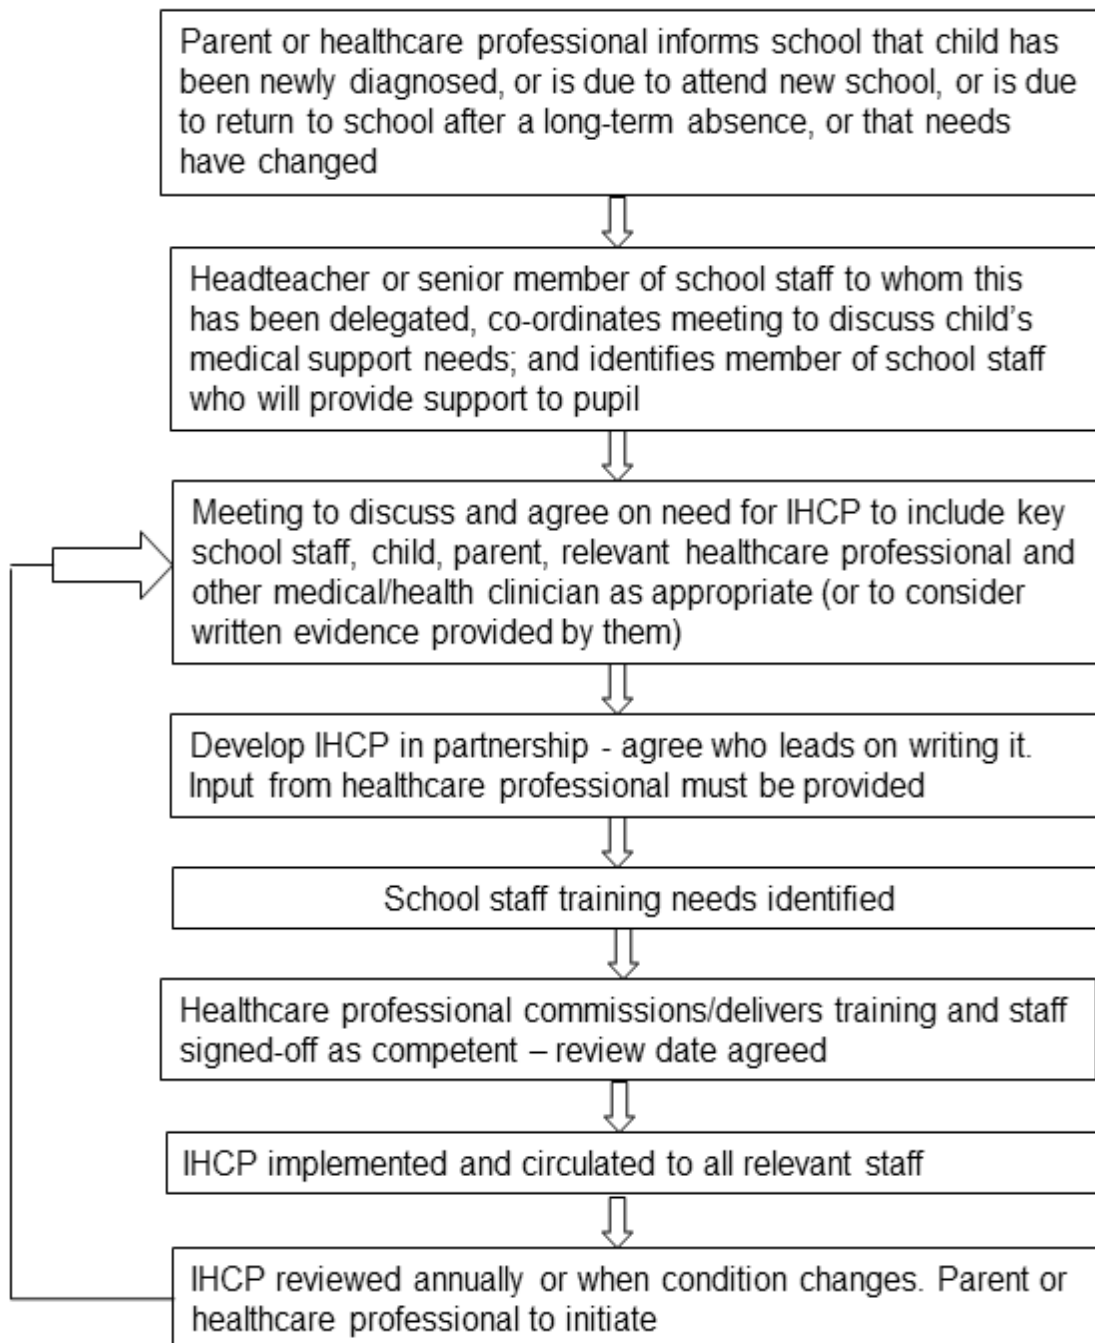 Parent or healthcare professional informs school that child has
been newly diagnosed, or is due to attend new school, or is due
to return to school after a long-term absence, or that needs
have changed
Headteacher or senior member of school staff to whom this
has been delegated, co-ordinates meeting to discuss child's
medical support needs; and identifies member of school staff
who will provide support to pupil
Meeting to discuss and agree on need for IHCP to include key
school staff, child, parent, relevant healthcare professional and
other medical/health clinician as appropriate (or to consider
written evidence provided by them)
Develop IHCP in partnership - agree who leads on writing it.
Input from healthcare professional must be provided
School staff training needs identified
Healthcare professional commissions/delivers training and staff
signed-off as competent – review date agreed
IHCP implemented and circulated to all relevant staff
IHCP reviewed annually or when condition changes. Parent or
healthcare professional to initiate